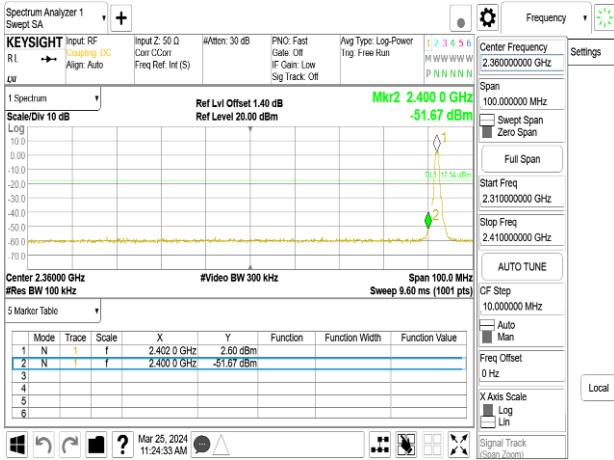 Spectrum Analyzer 1
Swept SA
Frequency
KEYSIGHT
Input: RF
Coupling: DC
Align: Auto
Input Z: 50 Ω
Corr CCorr
Freq Ref: Int (S)
#Atten: 30 dB
PNO: Fast
Gate: Off
IF Gain: Low
Sig Track: Off
Avg Type: Log-Power
Trig: Free Run
1 2 3 4 5 6
M W W W W W
P N N N N N
RL
LXI
1 Spectrum
Scale/Div 10 dB
Ref Lvl Offset 1.40 dB
Ref Level 20.00 dBm
Mkr2 2.400 0 GHz
-51.67 dBm
Log
10.0
0.00
-10.0
-20.0
-30.0
-40.0
-50.0
-60.0
-70.0
1
DL1 -17.54 dBm
2
Center 2.36000 GHz
#Video BW 300 kHz
Span 100.0 MHz
#Res BW 100 kHz
Sweep 9.60 ms (1001 pts)
5 Marker Table
Mode Trace Scale X Y Function Function Width Function Value
1 N 1 f 2.402 0 GHz 2.60 dBm
2 N 1 f 2.400 0 GHz -51.67 dBm
3
4
5
6
Mar 25, 2024
11:24:33 AM
Center Frequency
2.360000000 GHz
Settings
Span
100.000000 MHz
Swept Span
Zero Span
Full Span
Start Freq
2.310000000 GHz
Stop Freq
2.410000000 GHz
AUTO TUNE
CF Step
10.000000 MHz
Auto
Man
Freq Offset
0 Hz
X Axis Scale
Log
Lin
Local
Signal Track
(Span Zoom)